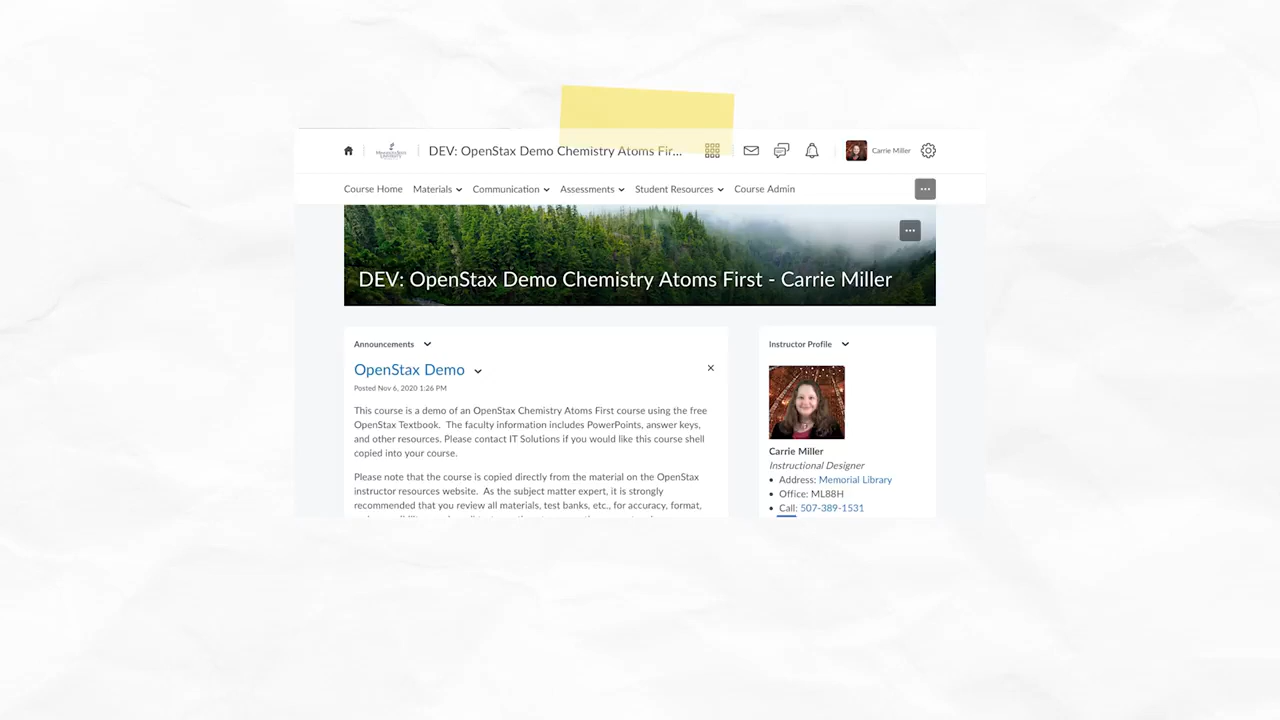 DEV: OpenStax Demo Chemistry Atoms Fir...
Carrie Miller
Course Home Materials Communication Assessments Student Resources Course Admin
DEV: OpenStax Demo Chemistry Atoms First - Carrie Miller
Announcements
OpenStax Demo
Posted Nov 6, 2020 1:26 PM
This course is a demo of an OpenStax Chemistry Atoms First course using the free
OpenStax Textbook. The faculty information includes PowerPoints, answer keys,
and other resources. Please contact IT Solutions if you would like this course shell
copied into your course.
Please note that the course is copied directly from the material on the OpenStax
instructor resources website. As the subject matter expert, it is strongly
recommended that you review all materials, test banks, etc., for accuracy, format,
Instructor Profile
Carrie Miller
Instructional Designer
• Address: Memorial Library
• Office: ML88H
• Call: 507-389-1531